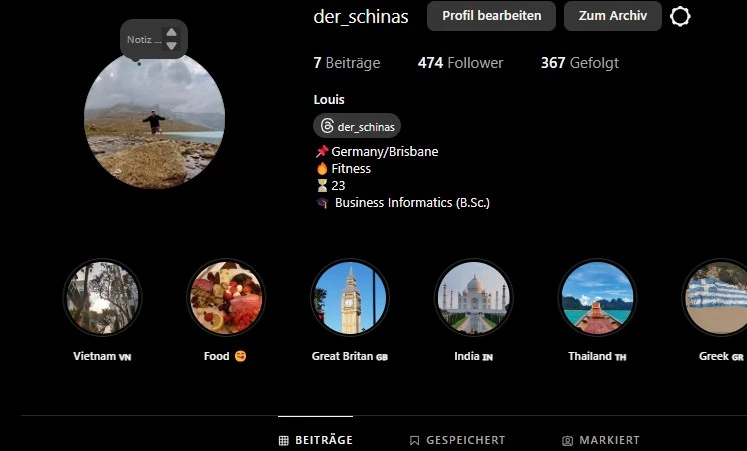 der_schinas Profil bearbeiten Zum Archiv
Notiz ...
7 Beiträge 474 Follower 367 Gefolgt
Louis
der_schinas
📌 Germany/Brisbane
🔥 Fitness
⏳ 23
🎓 Business Informatics (B.Sc.)
Vietnam VN Food 😋 Great Britan GB India IN Thailand TH Greek GR
BEITRÄGE GESPEICHERT MARKIERT